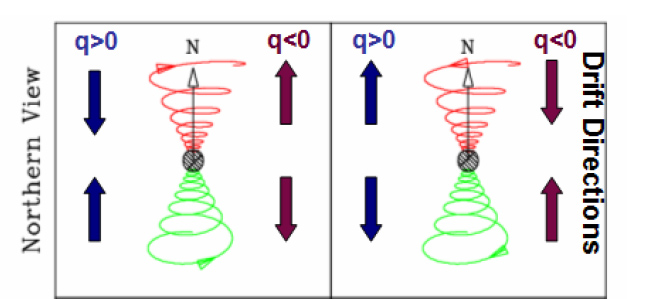 q>0
N
q<0
q>0
N
q<0
Northern View
Drift Directions